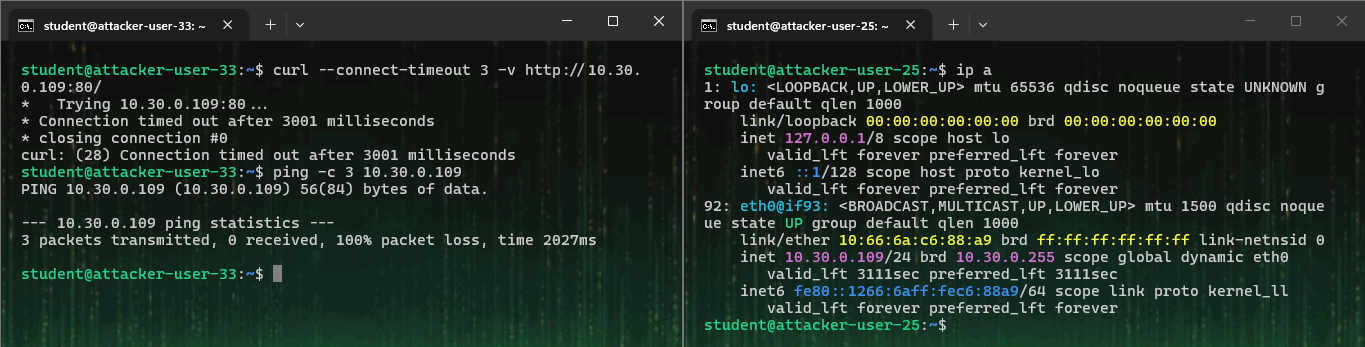 student@attacker-user-33: ~
student@attacker-user-33:~$ curl --connect-timeout 3 -v http://10.30.
0.109:80/
*   Trying 10.30.0.109:80...
* Connection timed out after 3001 milliseconds
* closing connection #0
curl: (28) Connection timed out after 3001 milliseconds
student@attacker-user-33:~$ ping -c 3 10.30.0.109
PING 10.30.0.109 (10.30.0.109) 56(84) bytes of data.
--- 10.30.0.109 ping statistics ---
3 packets transmitted, 0 received, 100% packet loss, time 2027ms
student@attacker-user-33:~$
student@attacker-user-25: ~
student@attacker-user-25:~$ ip a
1: lo: <LOOPBACK,UP,LOWER_UP> mtu 65536 qdisc noqueue state UNKNOWN g
roup default qlen 1000
    link/loopback 00:00:00:00:00:00 brd 00:00:00:00:00:00
    inet 127.0.0.1/8 scope host lo
       valid_lft forever preferred_lft forever
    inet6 ::1/128 scope host proto kernel_lo
       valid_lft forever preferred_lft forever
92: eth0@if93: <BROADCAST,MULTICAST,UP,LOWER_UP> mtu 1500 qdisc noque
ue state UP group default qlen 1000
    link/ether 10:66:6a:c6:88:a9 brd ff:ff:ff:ff:ff:ff link-netnsid 0
    inet 10.30.0.109/24 brd 10.30.0.255 scope global dynamic eth0
       valid_lft 3111sec preferred_lft 3111sec
    inet6 fe80::1266:6aff:fec6:88a9/64 scope link proto kernel_ll
       valid_lft forever preferred_lft forever
student@attacker-user-25:~$